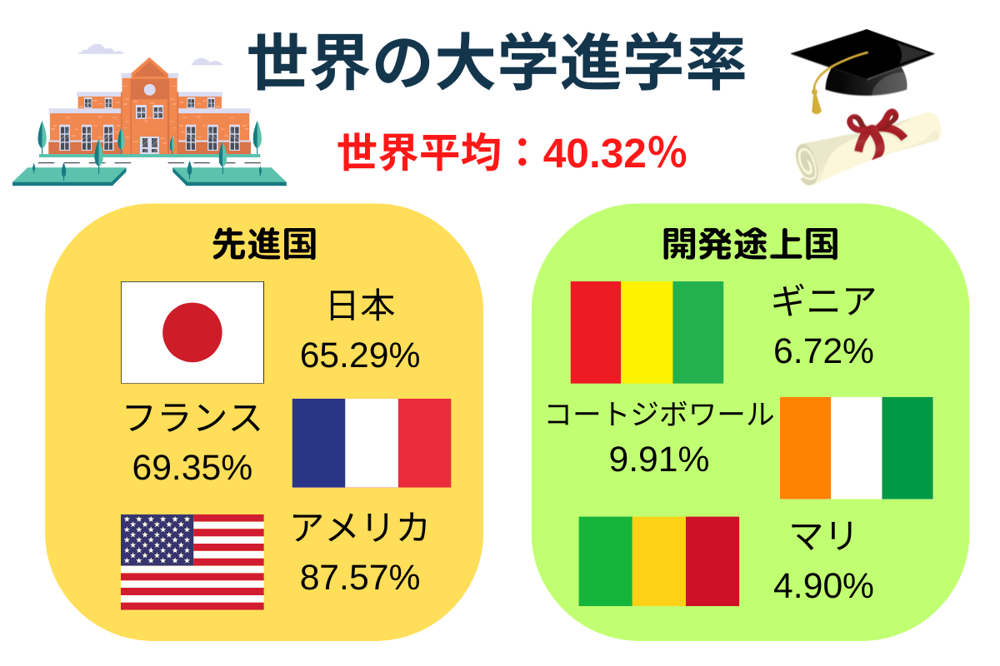 世界の大学進学率
世界平均：40.32%
先進国
日本
65.29%
フランス
69.35%
アメリカ
87.57%
開発途上国
ギニア
6.72%
コートジボワール
9.91%
マリ
4.90%